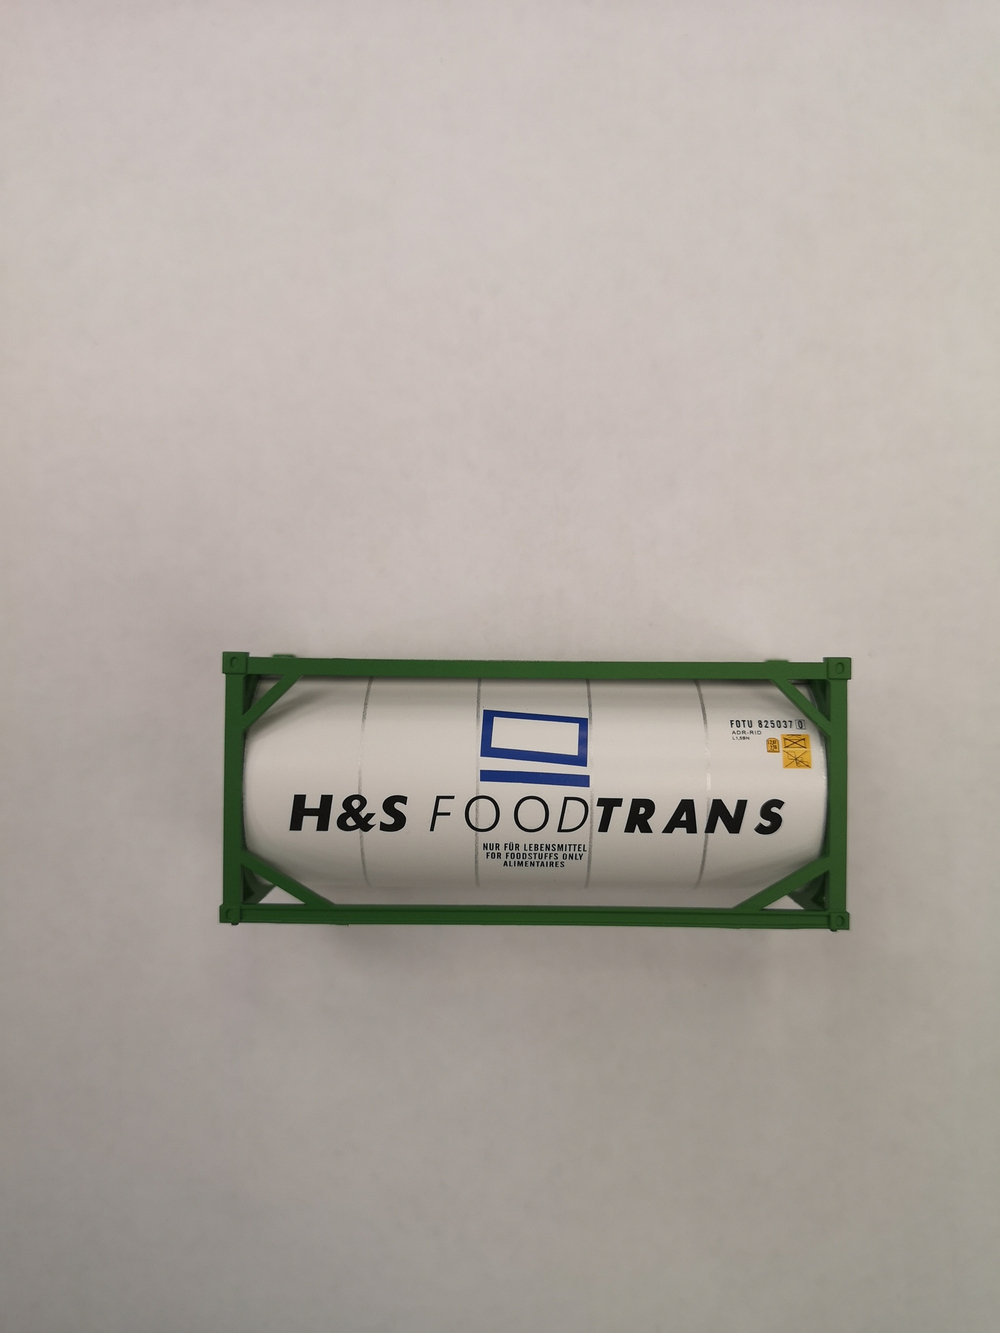 FOTU 825037 0
ADR-RID
H&S FOODTRANS
NUR FÜR LEBENSMITTEL
FOR FOODSTUFFS ONLY
ALIMENTAIRES